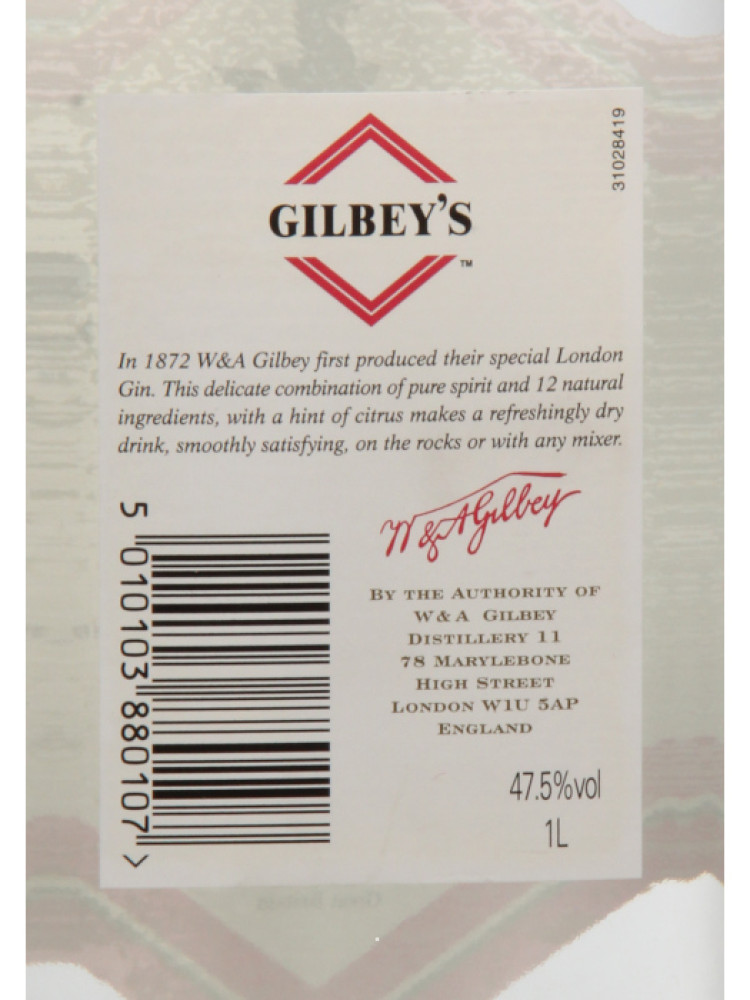 31028419
GILBEY'S
TM
In 1872 W&A Gilbey first produced their special London
Gin. This delicate combination of pure spirit and 12 natural
ingredients, with a hint of citrus makes a refreshingly dry
drink, smoothly satisfying, on the rocks or with any mixer.
W&A Gilbey
BY THE AUTHORITY OF
W&A GILBEY
DISTILLERY 11
78 MARYLEBONE
HIGH STREET
LONDON W1U 5AP
ENGLAND
5 010103 880107 >
47.5%vol
1L